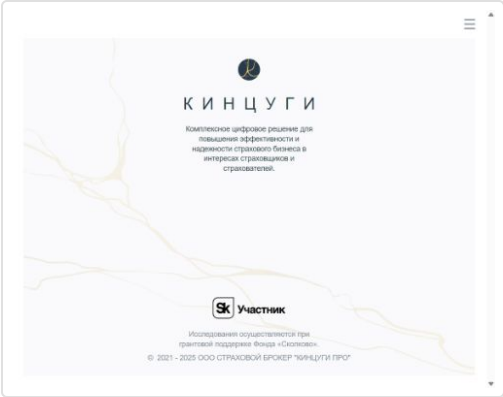 КИНЦУГИ
Комплексное цифровое решение для
повышения эффективности и
надежности страхового бизнеса в
интересах страховщиков и
страхователей.
Sk Участник
Исследования осуществляются при
грантовой поддержке Фонда «Сколково».
© 2021 - 2025 ООО СТРАХОВОЙ БРОКЕР "КИНЦУГИ ПРО"